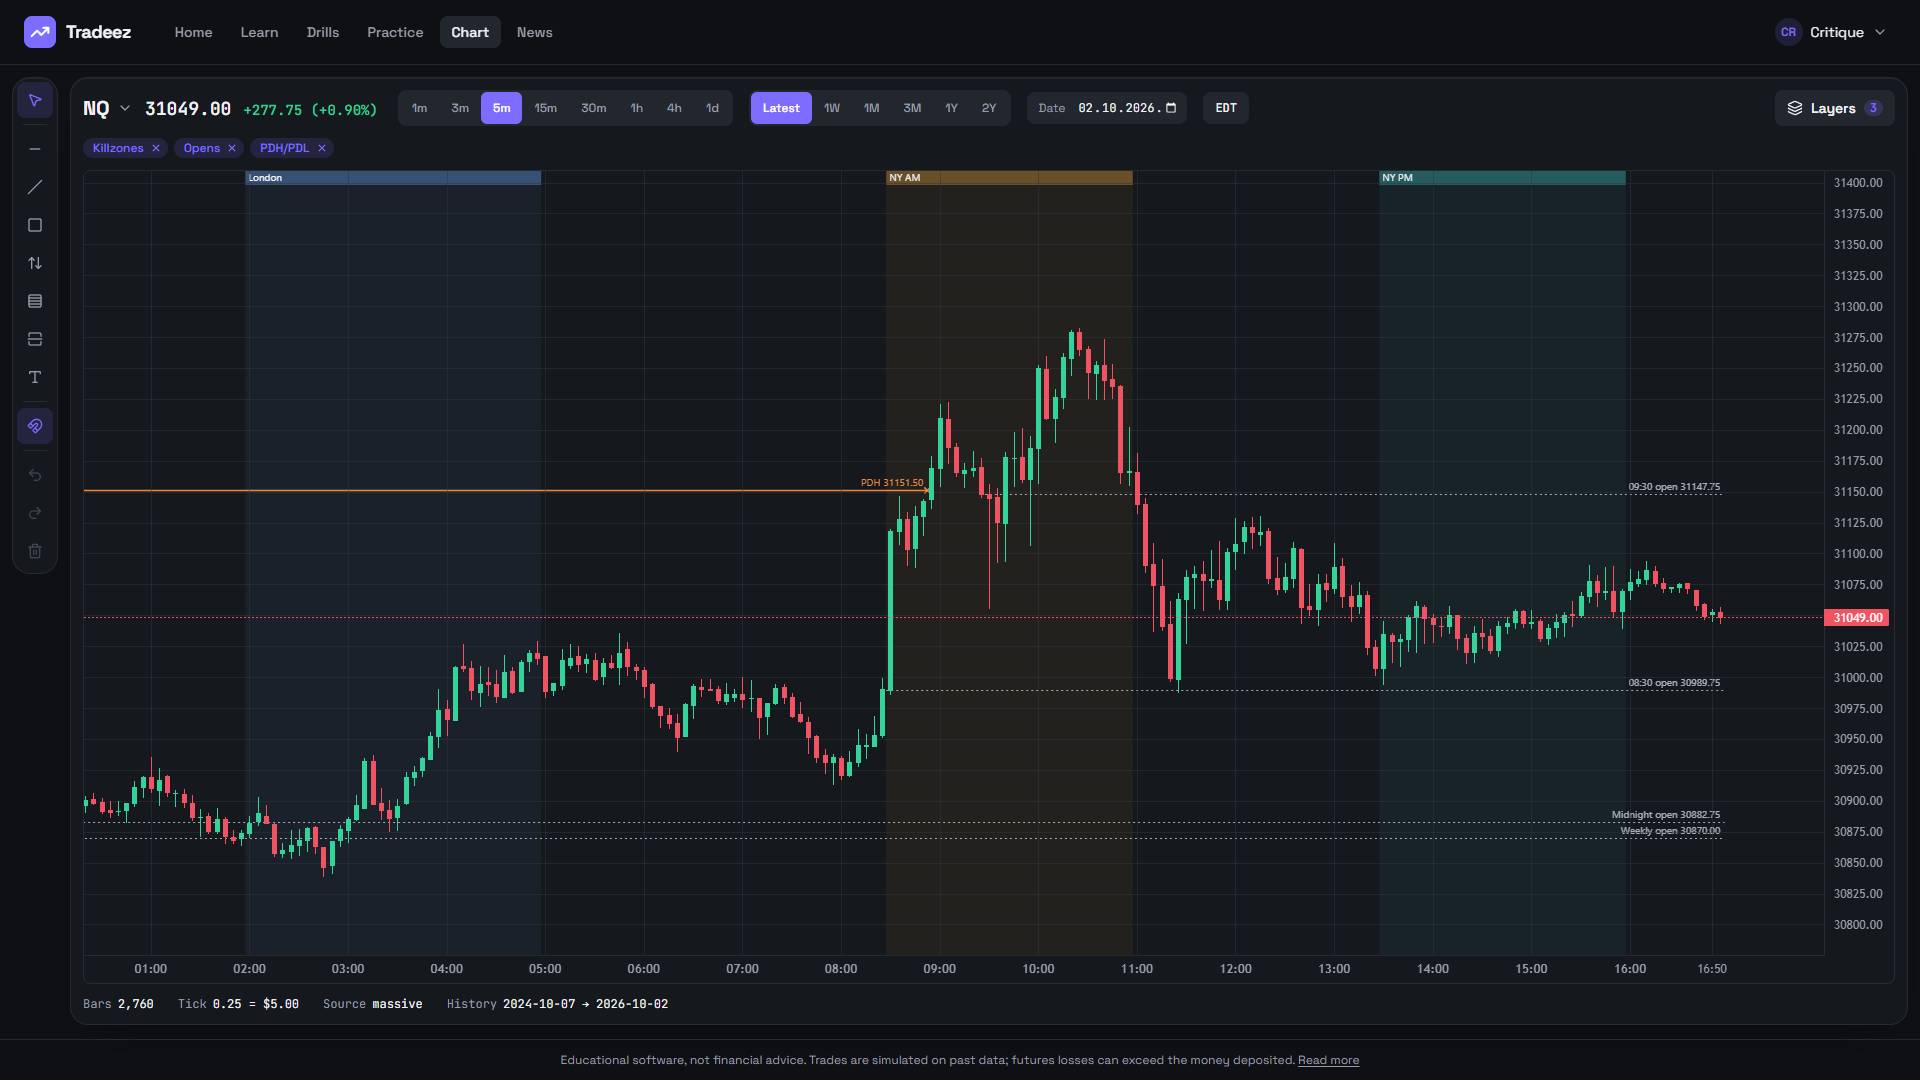 Tradeez
Home Learn Drills Practice Chart News
CR Critique
NQ 31049.00 +277.75 (+0.90%) 1m 3m 5m 15m 30m 1h 4h 1d Latest 1W 1M 3M 1Y 2Y Date 02.10.2026. EDT Layers 3
Killzones × Opens × PDH/PDL ×
London NY AM NY PM
31400.00
31375.00
31350.00
31325.00
31300.00
31275.00
31250.00
31225.00
31200.00
31175.00
PDH 31151.50
09:30 open 31147.75
31150.00
31125.00
31100.00
31075.00
31049.00
31025.00
31000.00
08:30 open 30989.75
30975.00
30950.00
30925.00
30900.00
Midnight open 30882.75
Weekly open 30870.00
30875.00
30850.00
30825.00
30800.00
01:00 02:00 03:00 04:00 05:00 06:00 07:00 08:00 09:00 10:00 11:00 12:00 13:00 14:00 15:00 16:00 16:50
Bars 2,760 Tick 0.25 = $5.00 Source massive History 2024-10-07 → 2026-10-02
Educational software, not financial advice. Trades are simulated on past data; futures losses can exceed the money deposited. Read more